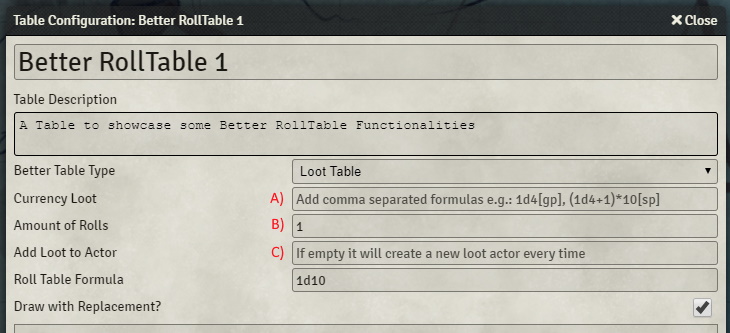 Table Configuration: Better RollTable 1 Close
Better RollTable 1
Table Description
A Table to showcase some Better RollTable Functionalities
Better Table Type Loot Table
Currency Loot A) Add comma separated formulas e.g.: 1d4[gp], (1d4+1)*10[sp]
Amount of Rolls B) 1
Add Loot to Actor C) If empty it will create a new loot actor every time
Roll Table Formula 1d10
Draw with Replacement?